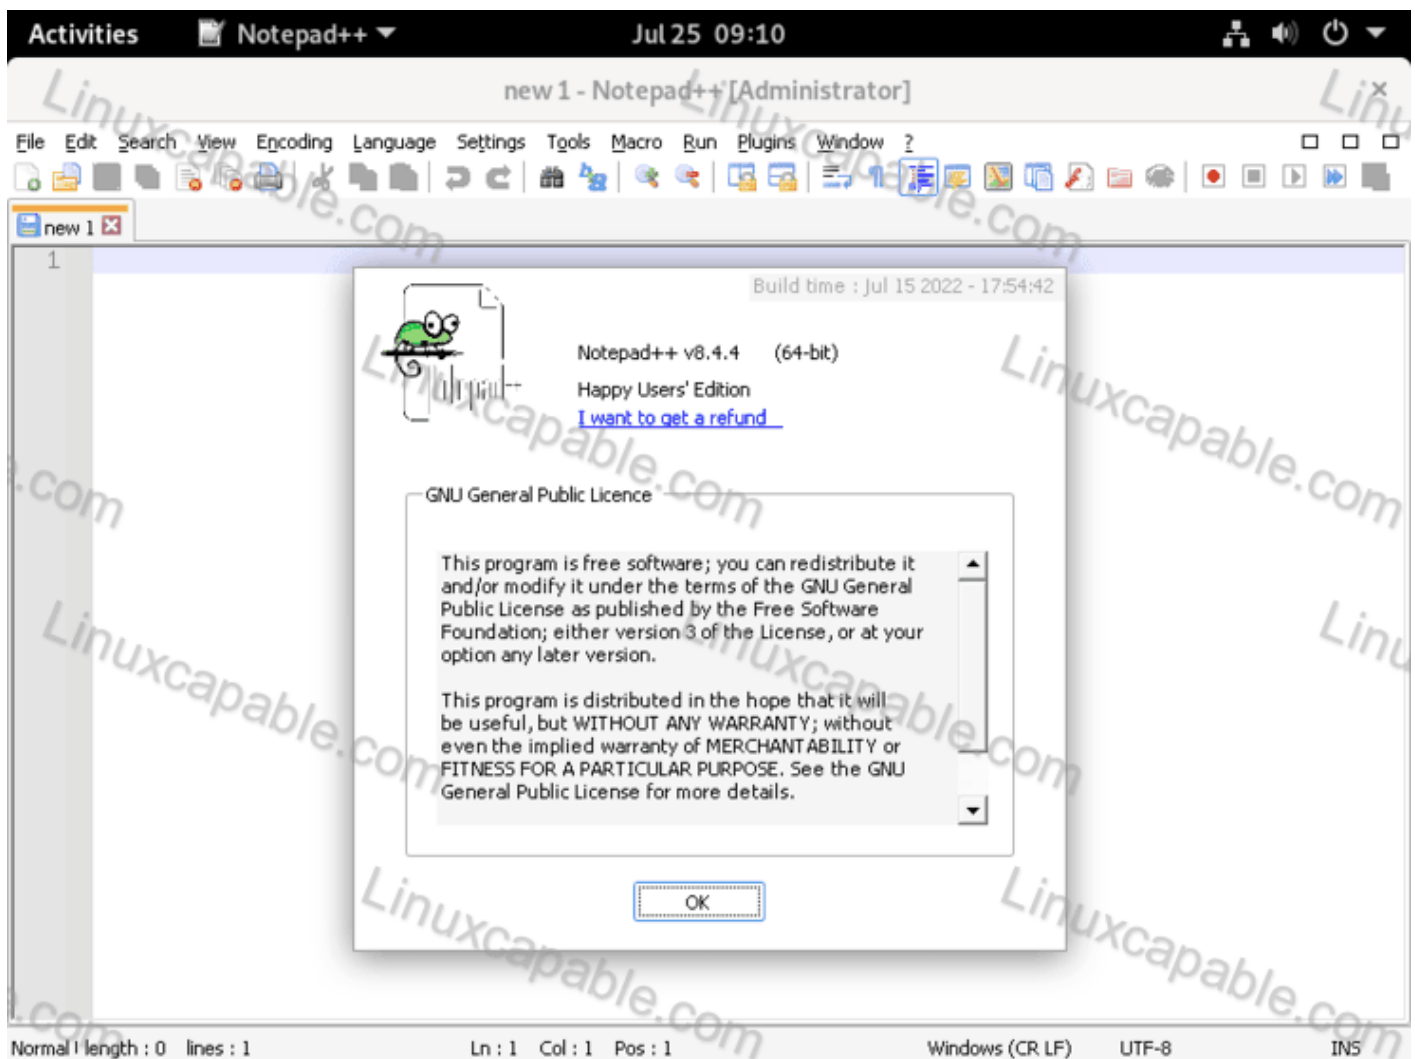 Activities Notepad++ Jul 25 09:10
new 1 - Notepad++ [Administrator]
File Edit Search View Encoding Language Settings Tools Macro Run Plugins Window ?
new 1
1
Build time : Jul 15 2022 - 17:54:42
Notepad++ v8.4.4 (64-bit)
Happy Users' Edition
I want to get a refund
GNU General Public Licence
This program is free software; you can redistribute it
and/or modify it under the terms of the GNU General
Public License as published by the Free Software
Foundation; either version 3 of the License, or at your
option any later version.
This program is distributed in the hope that it will
be useful, but WITHOUT ANY WARRANTY; without
even the implied warranty of MERCHANTABILITY or
FITNESS FOR A PARTICULAR PURPOSE. See the GNU
General Public License for more details.
OK
Normal length : 0 lines : 1 Ln : 1 Col : 1 Pos : 1 Windows (CR LF) UTF-8 INS
Linuxcapable.com
Linuxcapable.com
Linuxcapable.com
Linuxcapable.com
Linuxcapable.com
Linuxcapable.com
Linuxcapable.com
Linuxcapable.com